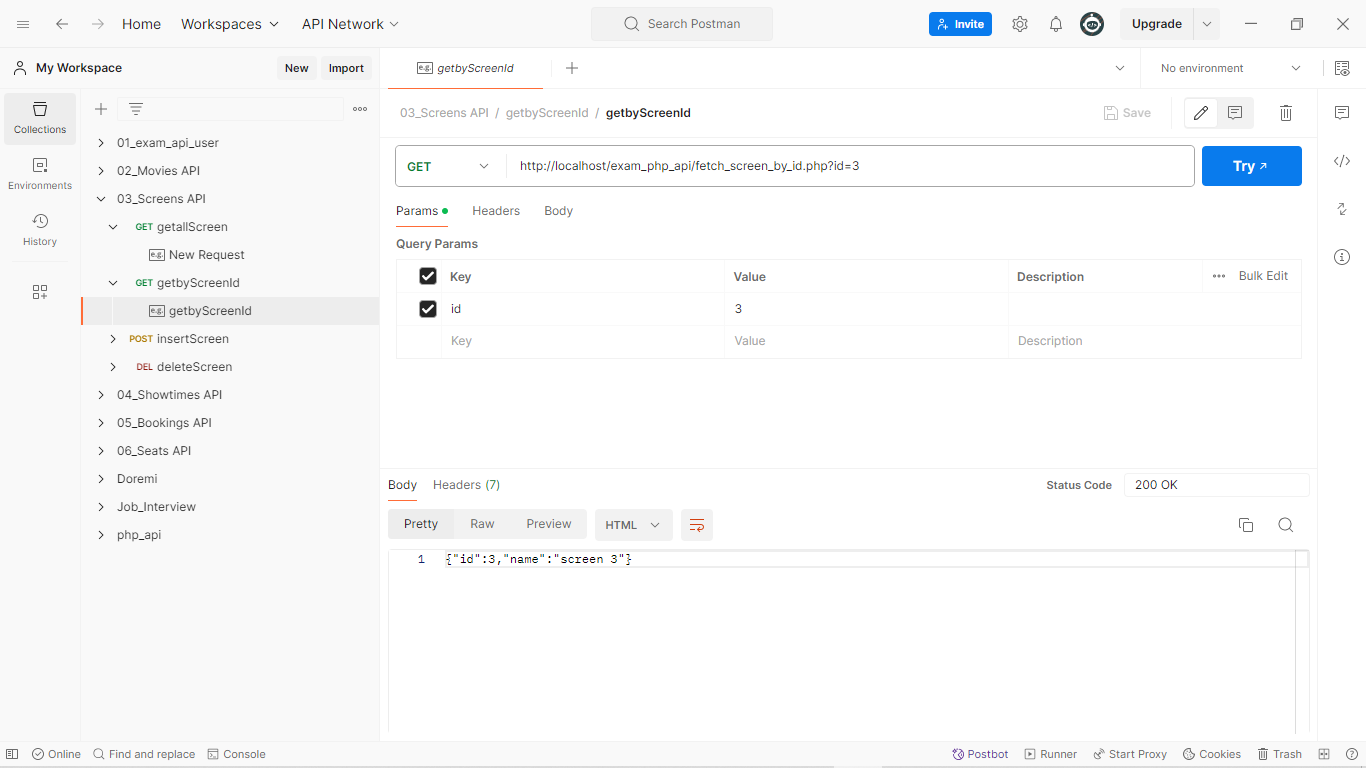 Home Workspaces API Network Search Postman Invite Upgrade
My Workspace New Import e.g. getbyScreenId No environment
Collections
Environments
History
01_exam_api_user
02_Movies API
03_Screens API
GET getallScreen
e.g. New Request
GET getbyScreenId
e.g. getbyScreenId
POST insertScreen
DEL deleteScreen
04_Showtimes API
05_Bookings API
06_Seats API
Doremi
Job_Interview
php_api
03_Screens API / getbyScreenId / getbyScreenId Save
GET http://localhost/exam_php_api/fetch_screen_by_id.php?id=3 Try
Params Headers Body
Query Params
Key Value Description Bulk Edit
id 3
Key Value Description
Body Headers (7) Status Code 200 OK
Pretty Raw Preview HTML
1 {"id":3,"name":"screen 3"}
Online Find and replace Console Postbot Runner Start Proxy Cookies Trash